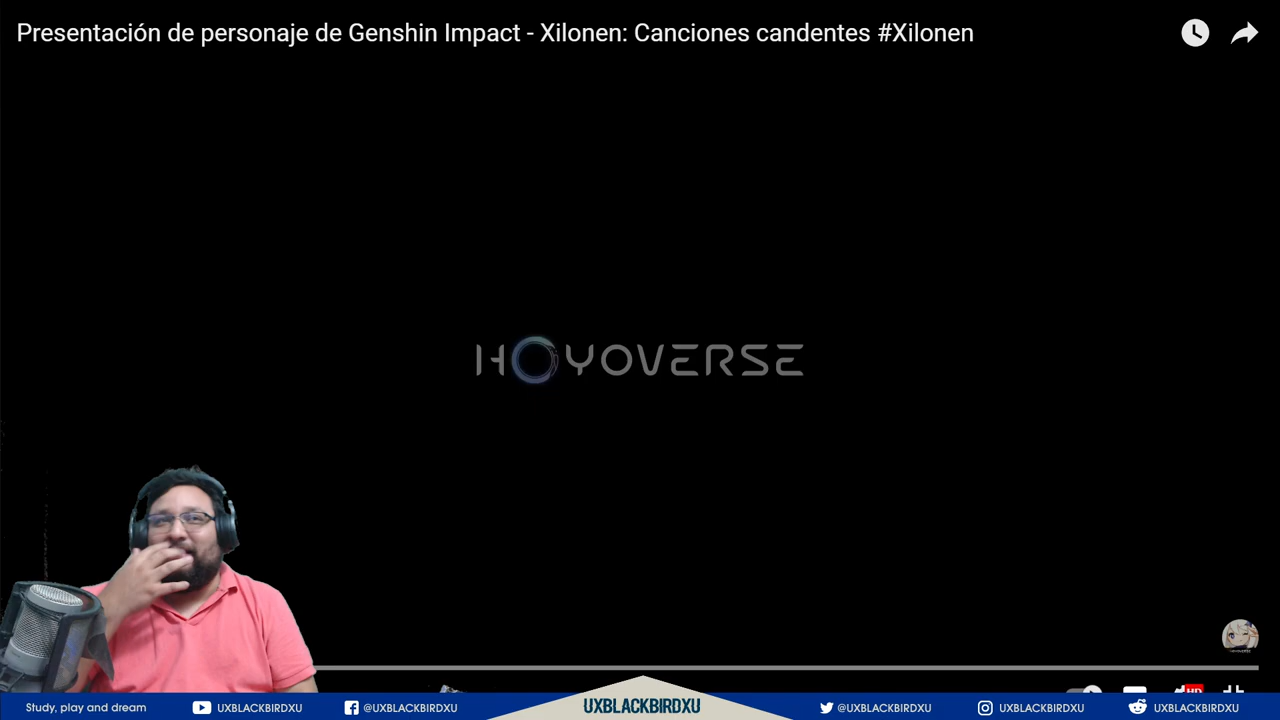 Presentación de personaje de Genshin Impact - Xilonen: Canciones candentes #Xilonen
HOYOVERSE
HD
Study, play and dream
UXBLACKBIRDXU
@UXBLACKBIRDXU
UXBLACKBIRDXU
@UXBLACKBIRDXU
UXBLACKBIRDXU
UXBLACKBIRDXU